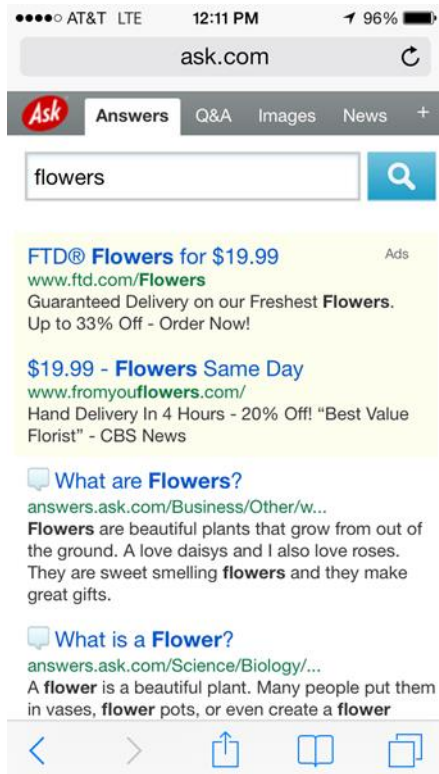 AT&T LTE 12:11 PM 96%
ask.com
Ask Answers Q&A Images News +
flowers
FTD® Flowers for $19.99 Ads
www.ftd.com/Flowers
Guaranteed Delivery on our Freshest Flowers.
Up to 33% Off - Order Now!
$19.99 - Flowers Same Day
www.fromyouflowers.com/
Hand Delivery In 4 Hours - 20% Off! “Best Value
Florist” - CBS News
What are Flowers?
answers.ask.com/Business/Other/w...
Flowers are beautiful plants that grow from out of
the ground. A love daisys and I also love roses.
They are sweet smelling flowers and they make
great gifts.
What is a Flower?
answers.ask.com/Science/Biology/...
A flower is a beautiful plant. Many people put them
in vases, flower pots, or even create a flower